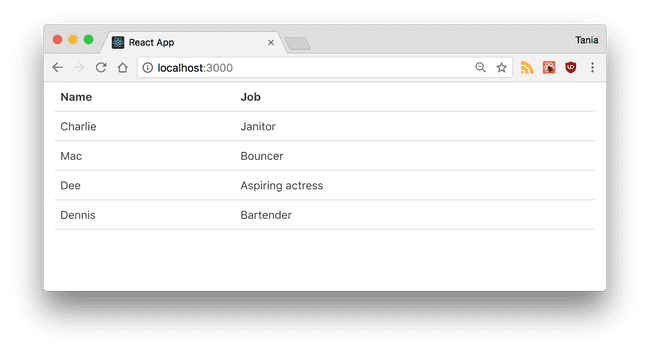 React App
Tania
localhost:3000
Name Job
Charlie Janitor
Mac Bouncer
Dee Aspiring actress
Dennis Bartender